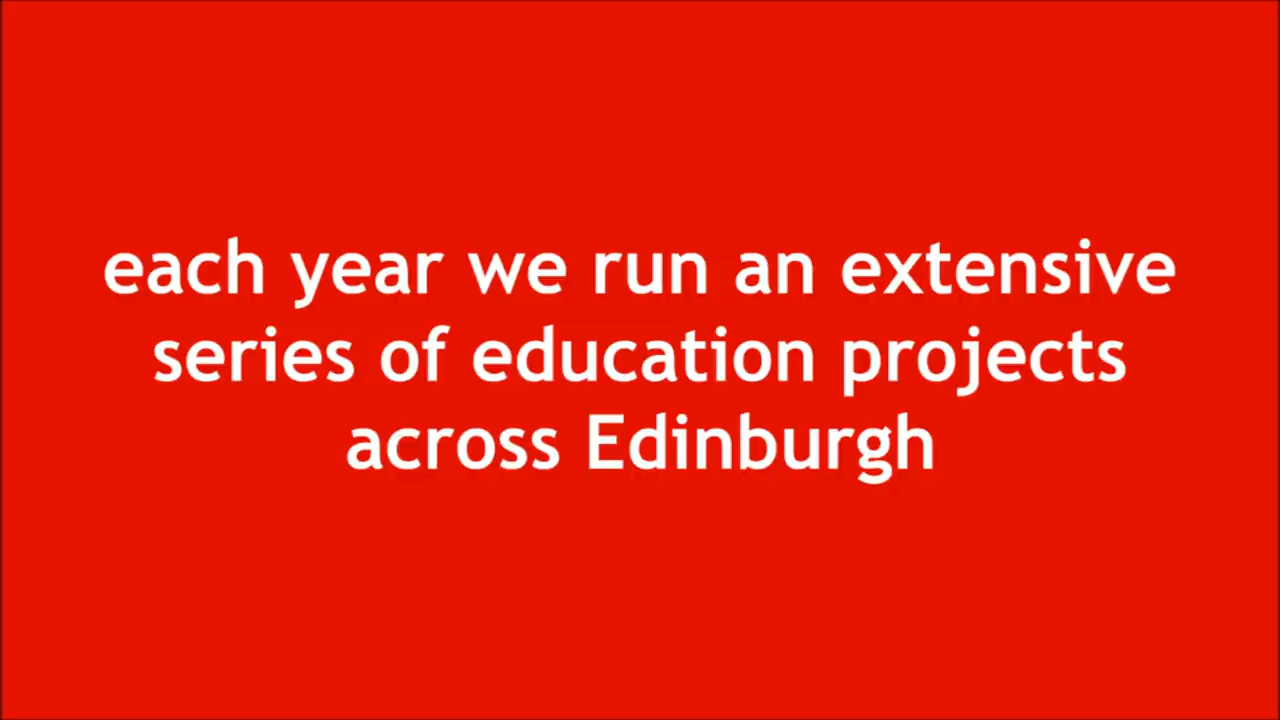 each year we run an extensive
series of education projects
across Edinburgh